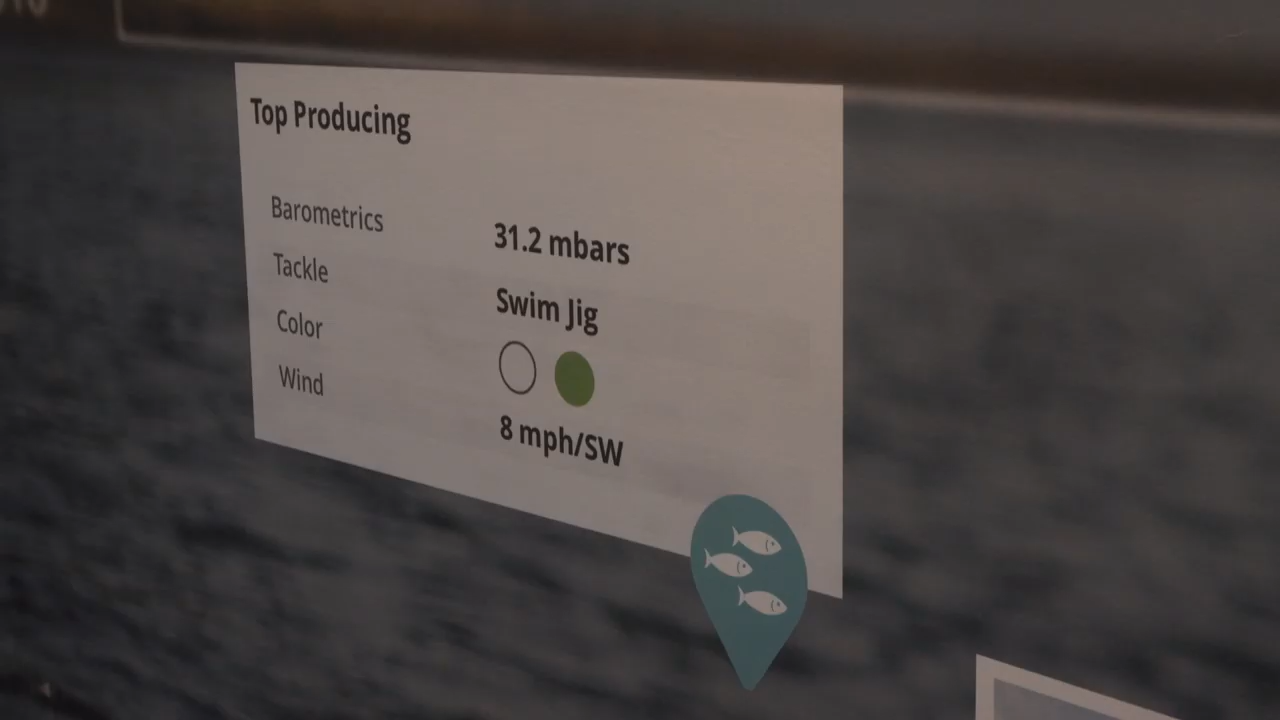 Top Producing
Barometrics 31.2 mbars
Tackle Swim Jig
Color
Wind 8 mph/SW